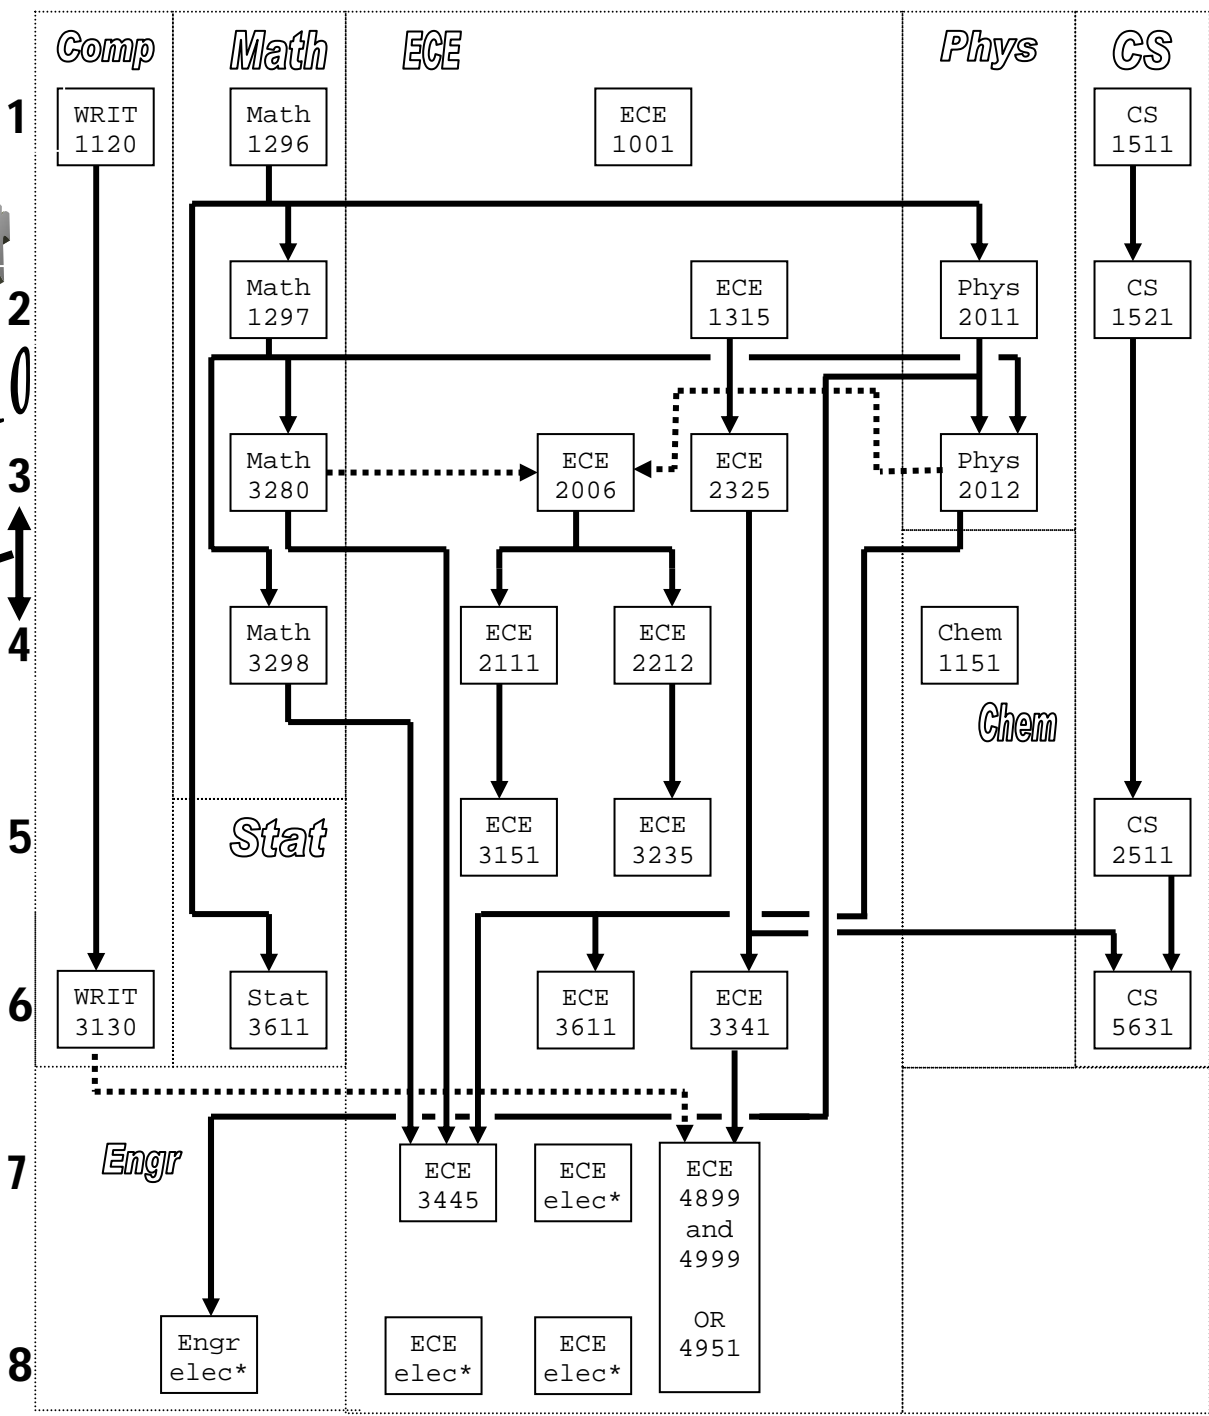 Comp
Math
ECE
Phys
CS
1
WRIT
1120
Math
1296
ECE
1001
CS
1511
2
Math
1297
ECE
1315
Phys
2011
CS
1521
3
Math
3280
ECE
2006
ECE
2325
Phys
2012
4
Math
3298
ECE
2111
ECE
2212
Chem
1151
Chem
5
Stat
ECE
3151
ECE
3235
CS
2511
6
WRIT
3130
Stat
3611
ECE
3611
ECE
3341
CS
5631
7
Engr
ECE
3445
ECE
elec*
ECE
4899
and
4999
OR
4951
8
Engr
elec*
ECE
elec*
ECE
elec*